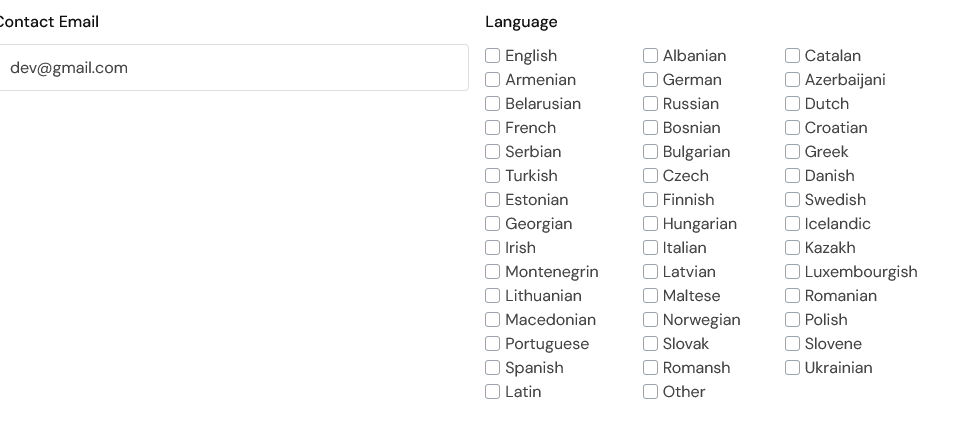 Contact Email
dev@gmail.com
Language
English Albanian Catalan
Armenian German Azerbaijani
Belarusian Russian Dutch
French Bosnian Croatian
Serbian Bulgarian Greek
Turkish Czech Danish
Estonian Finnish Swedish
Georgian Hungarian Icelandic
Irish Italian Kazakh
Montenegrin Latvian Luxembourgish
Lithuanian Maltese Romanian
Macedonian Norwegian Polish
Portuguese Slovak Slovene
Spanish Romansh Ukrainian
Latin Other